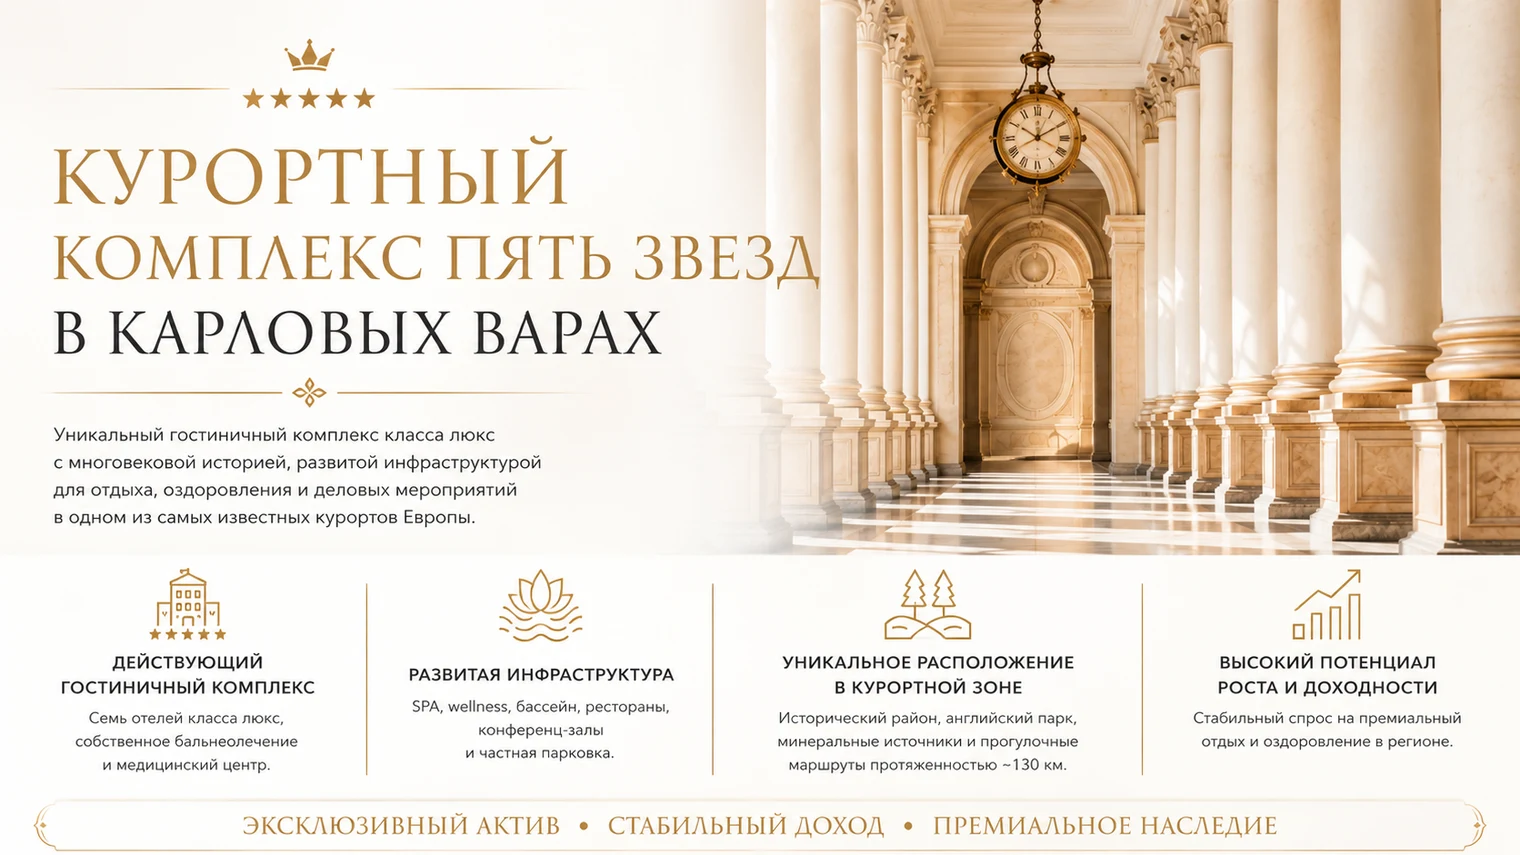 КУРОРТНЫЙ
КОМПЛЕКС ПЯТЬ ЗВЕЗД
В КАРЛОВЫХ ВАРАХ
Уникальный гостиничный комплекс класса люкс
с многовековой историей, развитой инфраструктурой
для отдыха, оздоровления и деловых мероприятий
в одном из самых известных курортов Европы.
ДЕЙСТВУЮЩИЙ
ГОСТИНИЧНЫЙ КОМПЛЕКС
Семь отелей класса люкс,
собственное бальнеолечение
и медицинский центр.
РАЗВИТАЯ ИНФРАСТРУКТУРА
SPA, wellness, бассейн, рестораны,
конференц-залы
и частная парковка.
УНИКАЛЬНОЕ РАСПОЛОЖЕНИЕ
В КУРОРТНОЙ ЗОНЕ
Исторический район, английский парк,
минеральные источники и прогулочные
маршруты протяженностью ~130 км.
ВЫСОКИЙ ПОТЕНЦИАЛ
РОСТА И ДОХОДНОСТИ
Стабильный спрос на премиальный
отдых и оздоровление в регионе.
ЭКСКЛЮЗИВНЫЙ АКТИВ • СТАБИЛЬНЫЙ ДОХОД • ПРЕМИАЛЬНОЕ НАСЛЕДИЕ